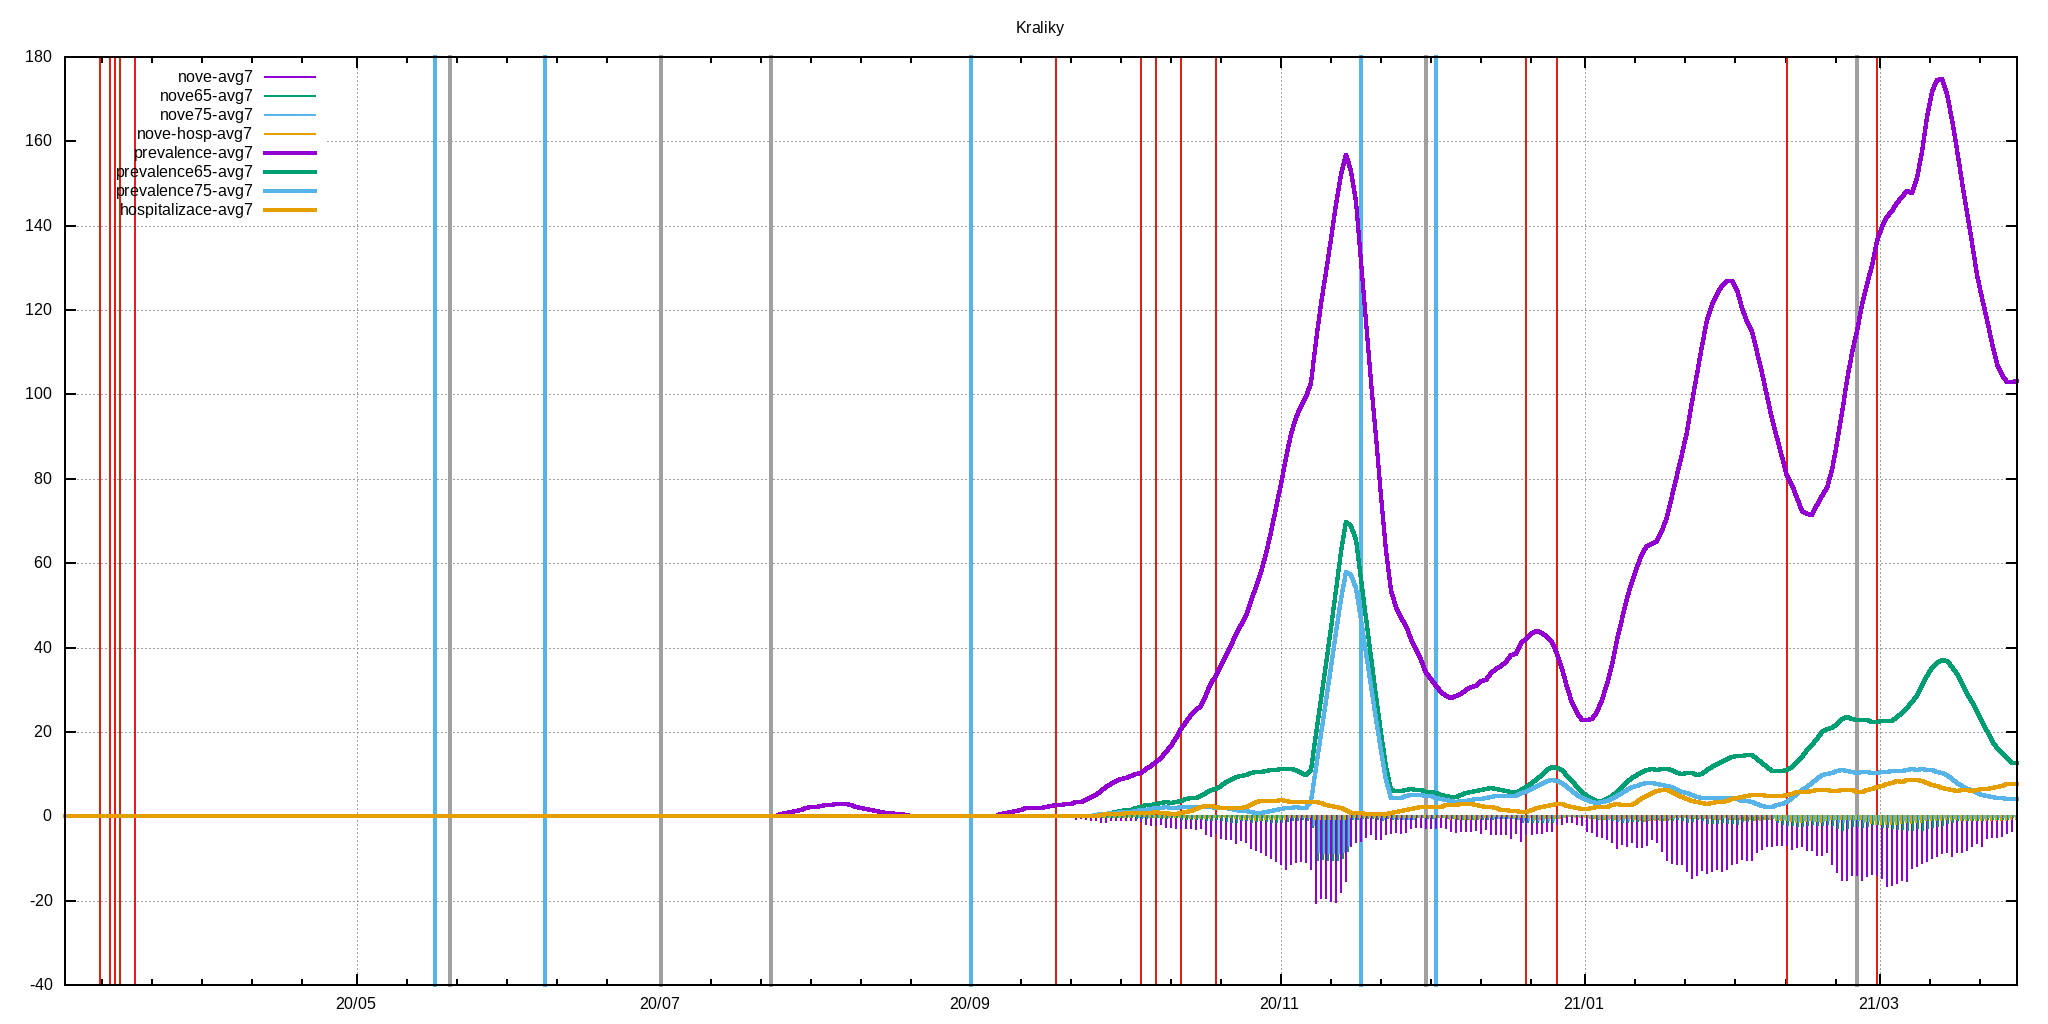 Kraliky
180
160
140
120
100
80
60
40
20
0
-20
-40
nove-avg7
nove65-avg7
nove75-avg7
nove-hosp-avg7
prevalence-avg7
prevalence65-avg7
prevalence75-avg7
hospitalizace-avg7
20/05 20/07 20/09 20/11 21/01 21/03